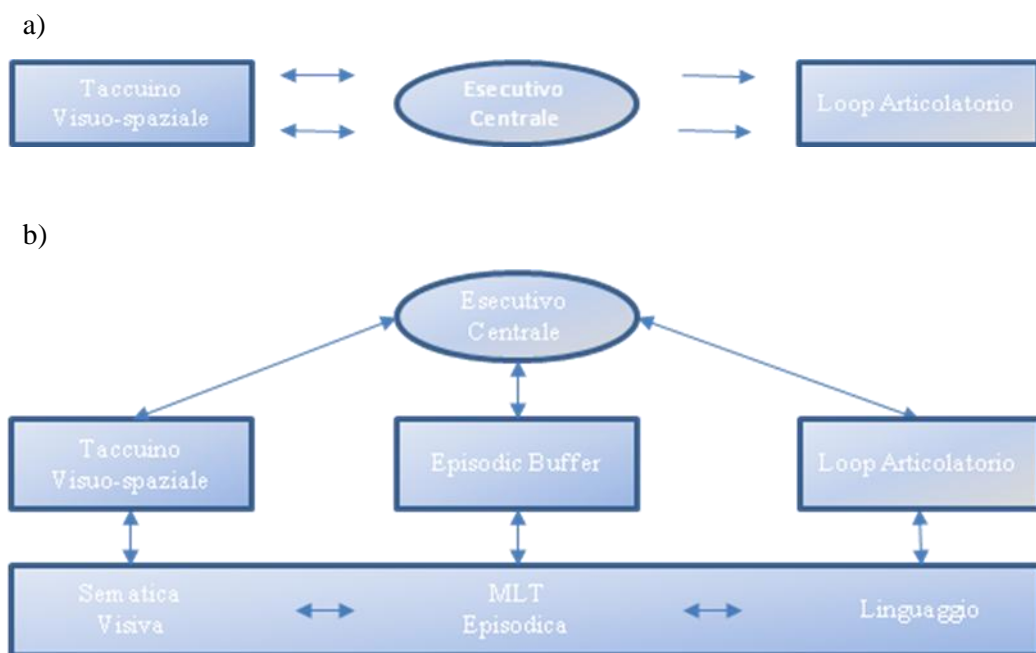 a)
Taccuino
Visuo-spaziale
Esecutivo
Centrale
Loop Articolatorio
b)
Esecutivo
Centrale
Taccuino
Visuo-spaziale
Episodic Buffer
Loop Articolatorio
Sematica
Visiva
MLT
Episodica
Linguaggio